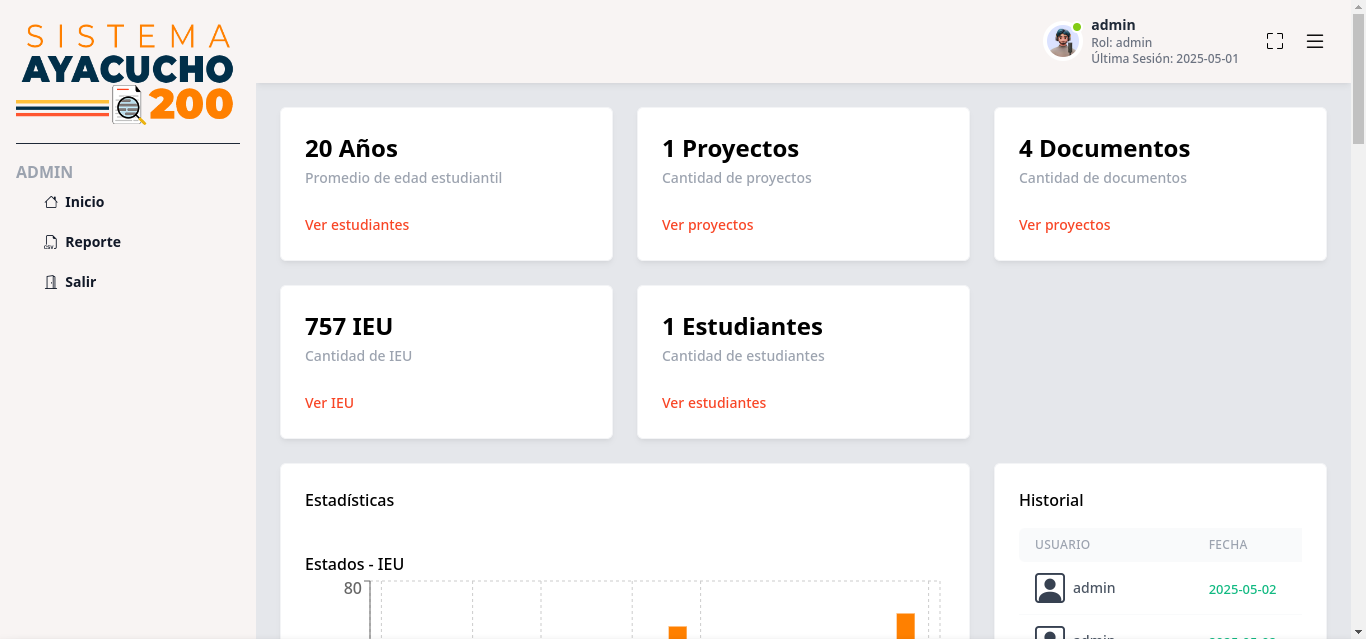 SISTEMA
AYACUCHO
200
ADMIN
Inicio
Reporte
Salir
admin
Rol: admin
Última Sesión: 2025-05-01
20 Años
Promedio de edad estudiantil
Ver estudiantes
1 Proyectos
Cantidad de proyectos
Ver proyectos
4 Documentos
Cantidad de documentos
Ver proyectos
757 IEU
Cantidad de IEU
Ver IEU
1 Estudiantes
Cantidad de estudiantes
Ver estudiantes
Estadísticas
Estados - IEU
80
Historial
USUARIO FECHA
admin 2025-05-02